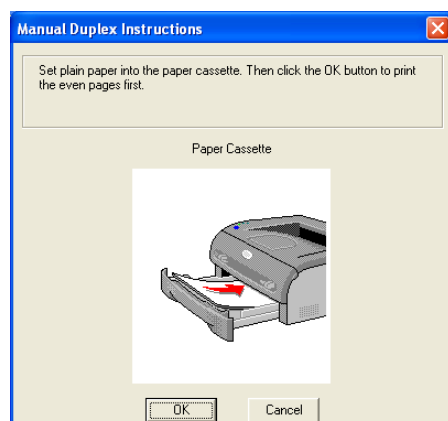 Manual Duplex Instructions
Set plain paper into the paper cassette. Then click the OK button to print
the even pages first.
Paper Cassette
OK
Cancel